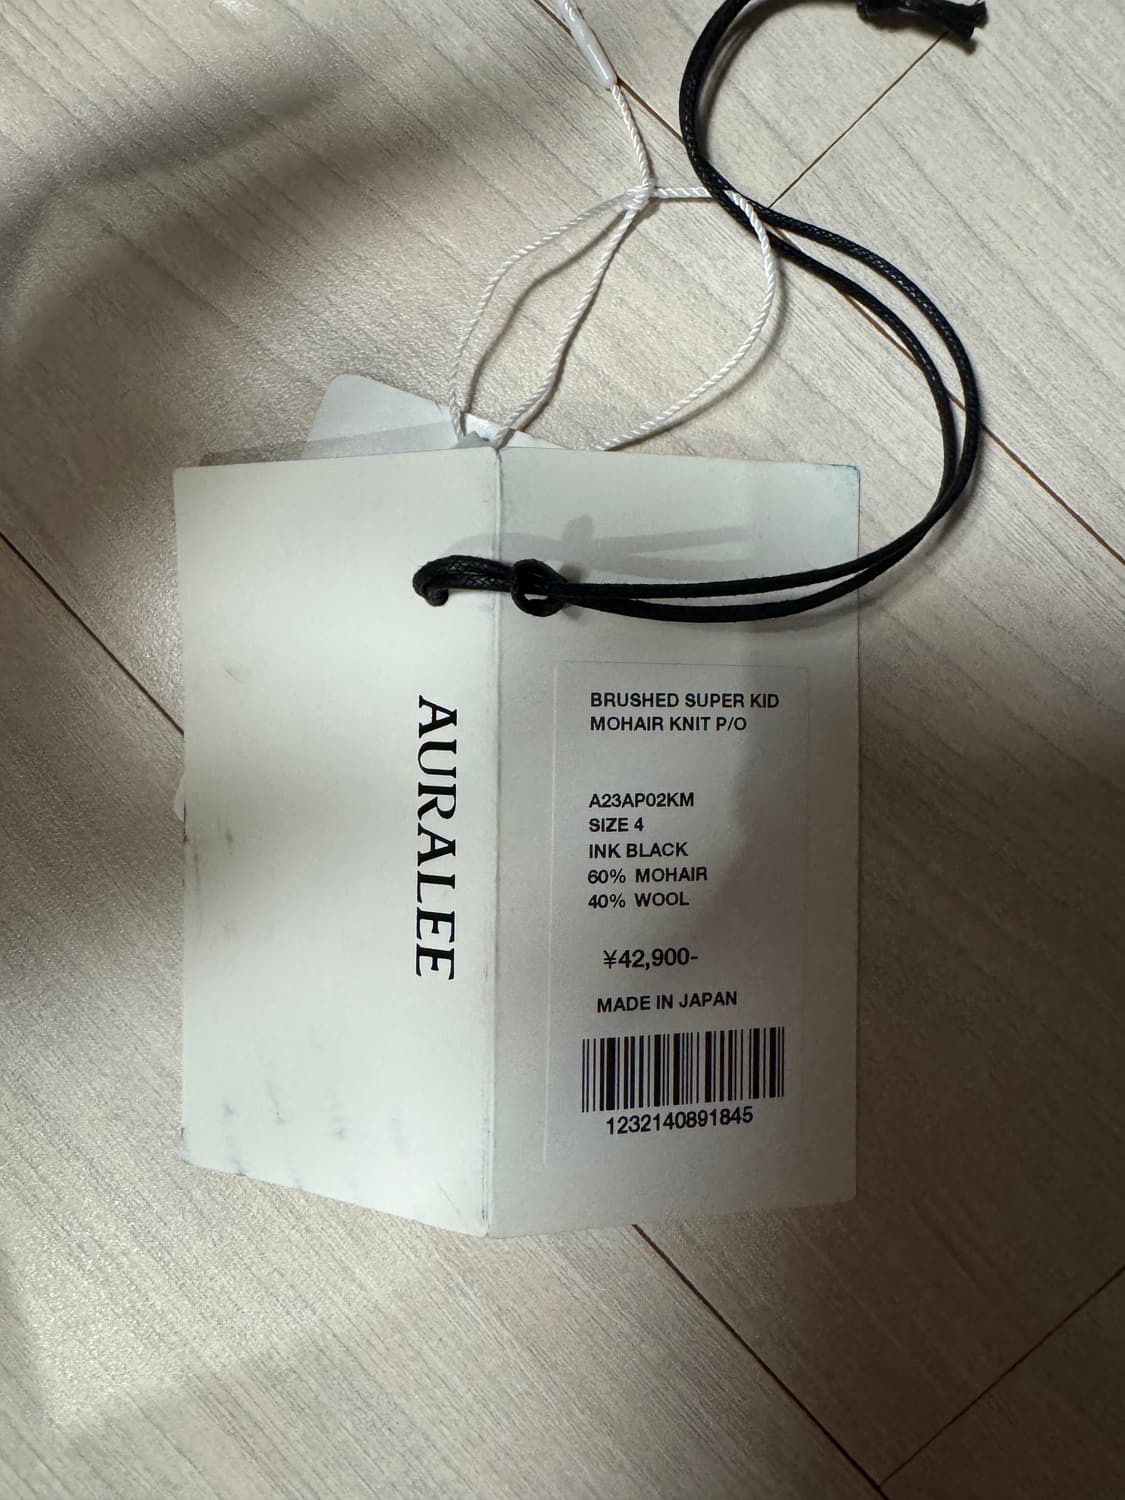 AURALEE
BRUSHED SUPER KID
MOHAIR KNIT P/O
A23AP02KM
SIZE 4
INK BLACK
60% MOHAIR
40% WOOL
¥42,900-
MADE IN JAPAN
1232140891845